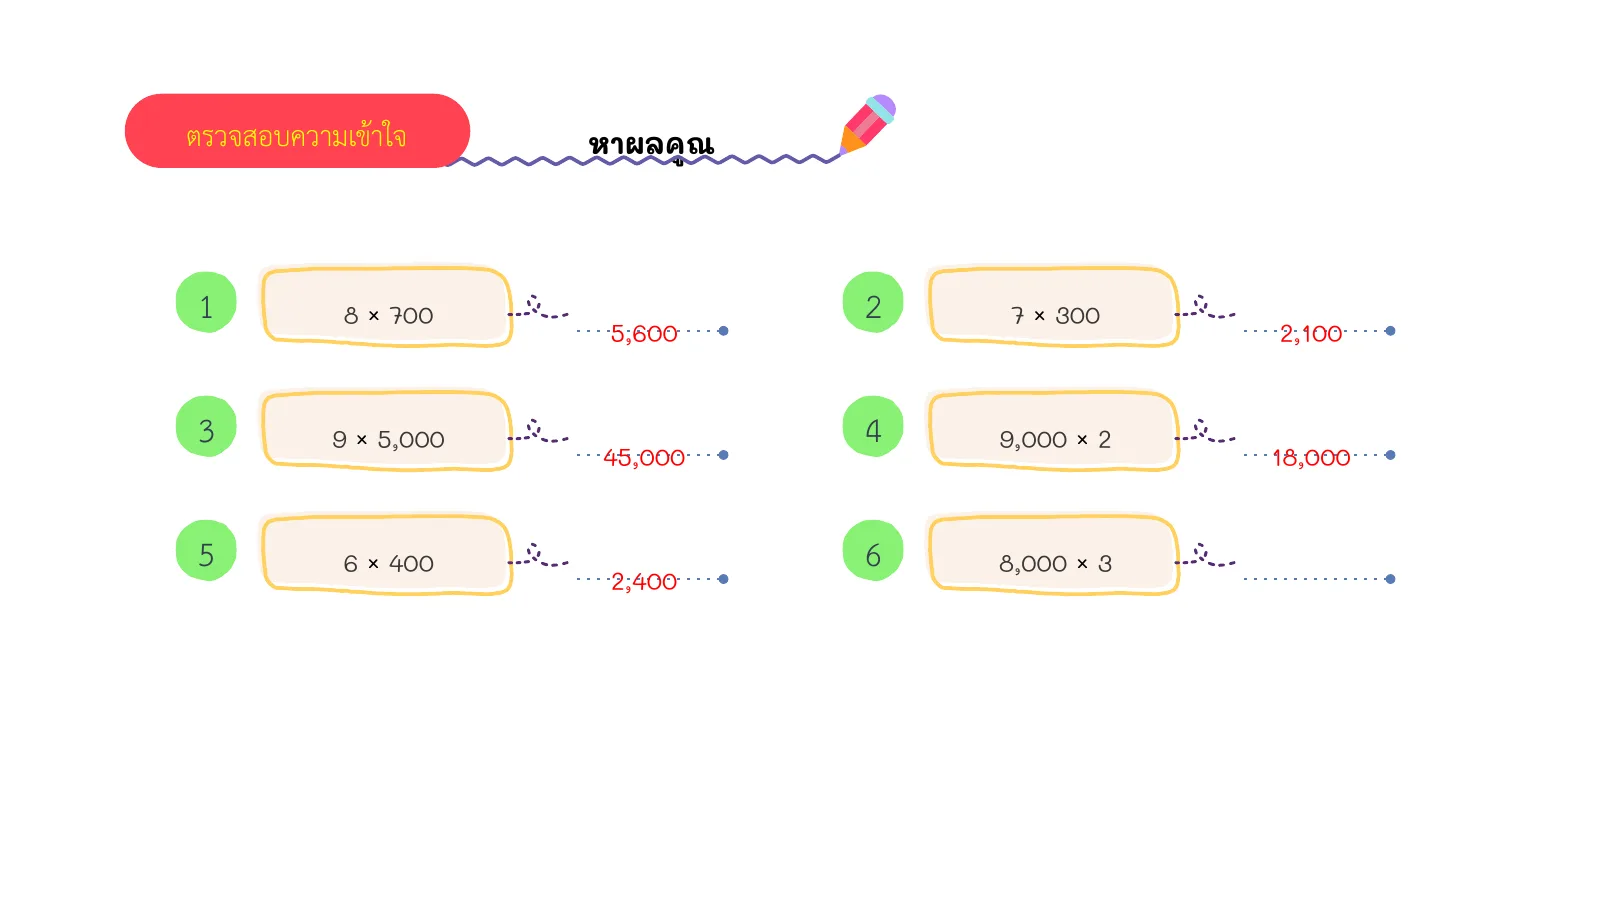 ตรวจสอบความเข้าใจ
หาผลคูณ
1 8 × 700 5,600
2 7 × 300 2,100
3 9 × 5,000 45,000
4 9,000 × 2 18,000
5 6 × 400 2,400
6 8,000 × 3